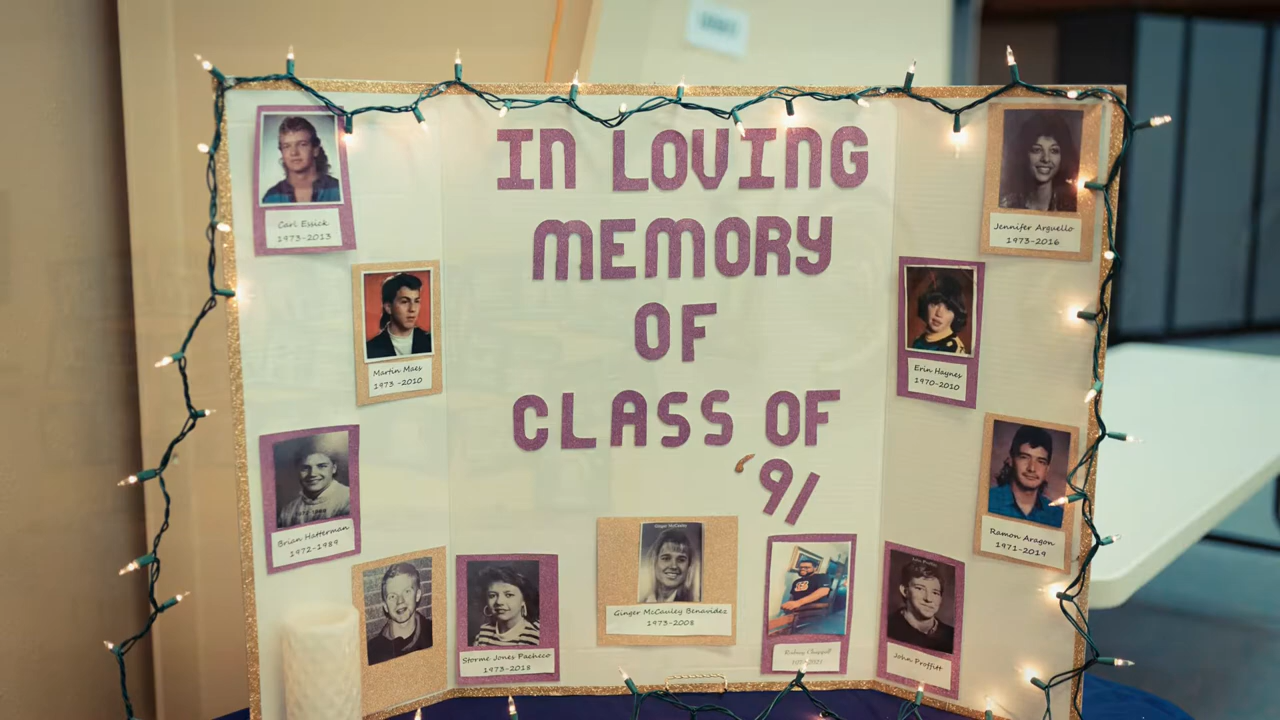 IN LOVING
MEMORY
OF
CLASS OF
'91
Carl Essick
1973-2013
Martin Maes
1973 -2010
Brian Hatterman
1972-1989
Storme Jones Pacheco
1973-2018
Ginger McCauley
Ginger McCauley Benavidez
1973-2008
Rodney Chappell
John Proffitt
Jennifer Arguello
1973-2016
Erin Haynes
1970-2010
Ramon Aragon
1971-2019